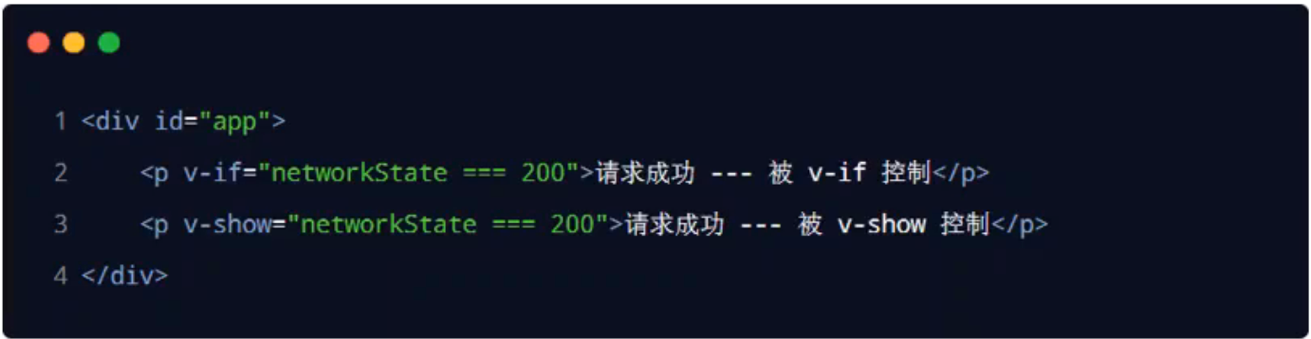 1 <div id="app">
2     <p v-if="networkState === 200">请求成功 --- 被 v-if 控制</p>
3     <p v-show="networkState === 200">请求成功 --- 被 v-show 控制</p>
4 </div>